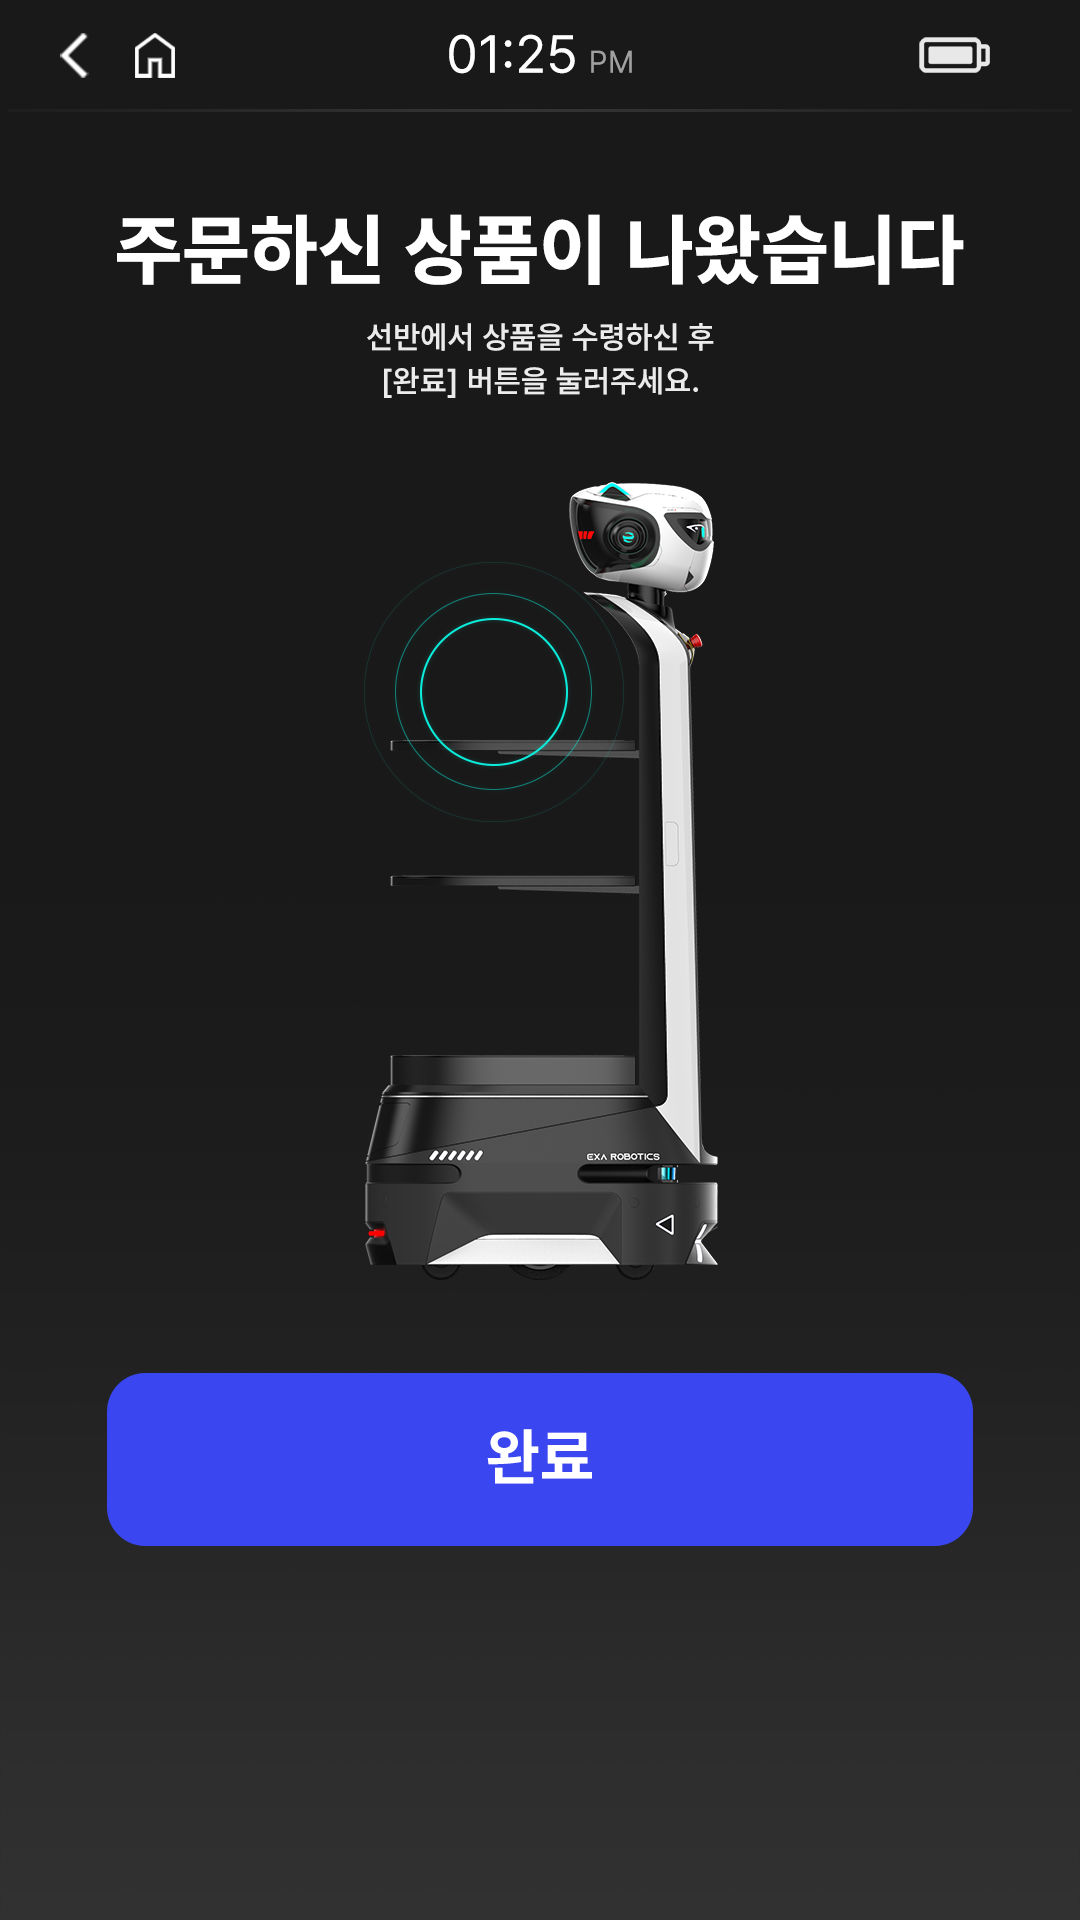 01:25 PM
주문하신 상품이 나왔습니다
선반에서 상품을 수령하신 후
[완료] 버튼을 눌러주세요.
EXA ROBOTICS
완료